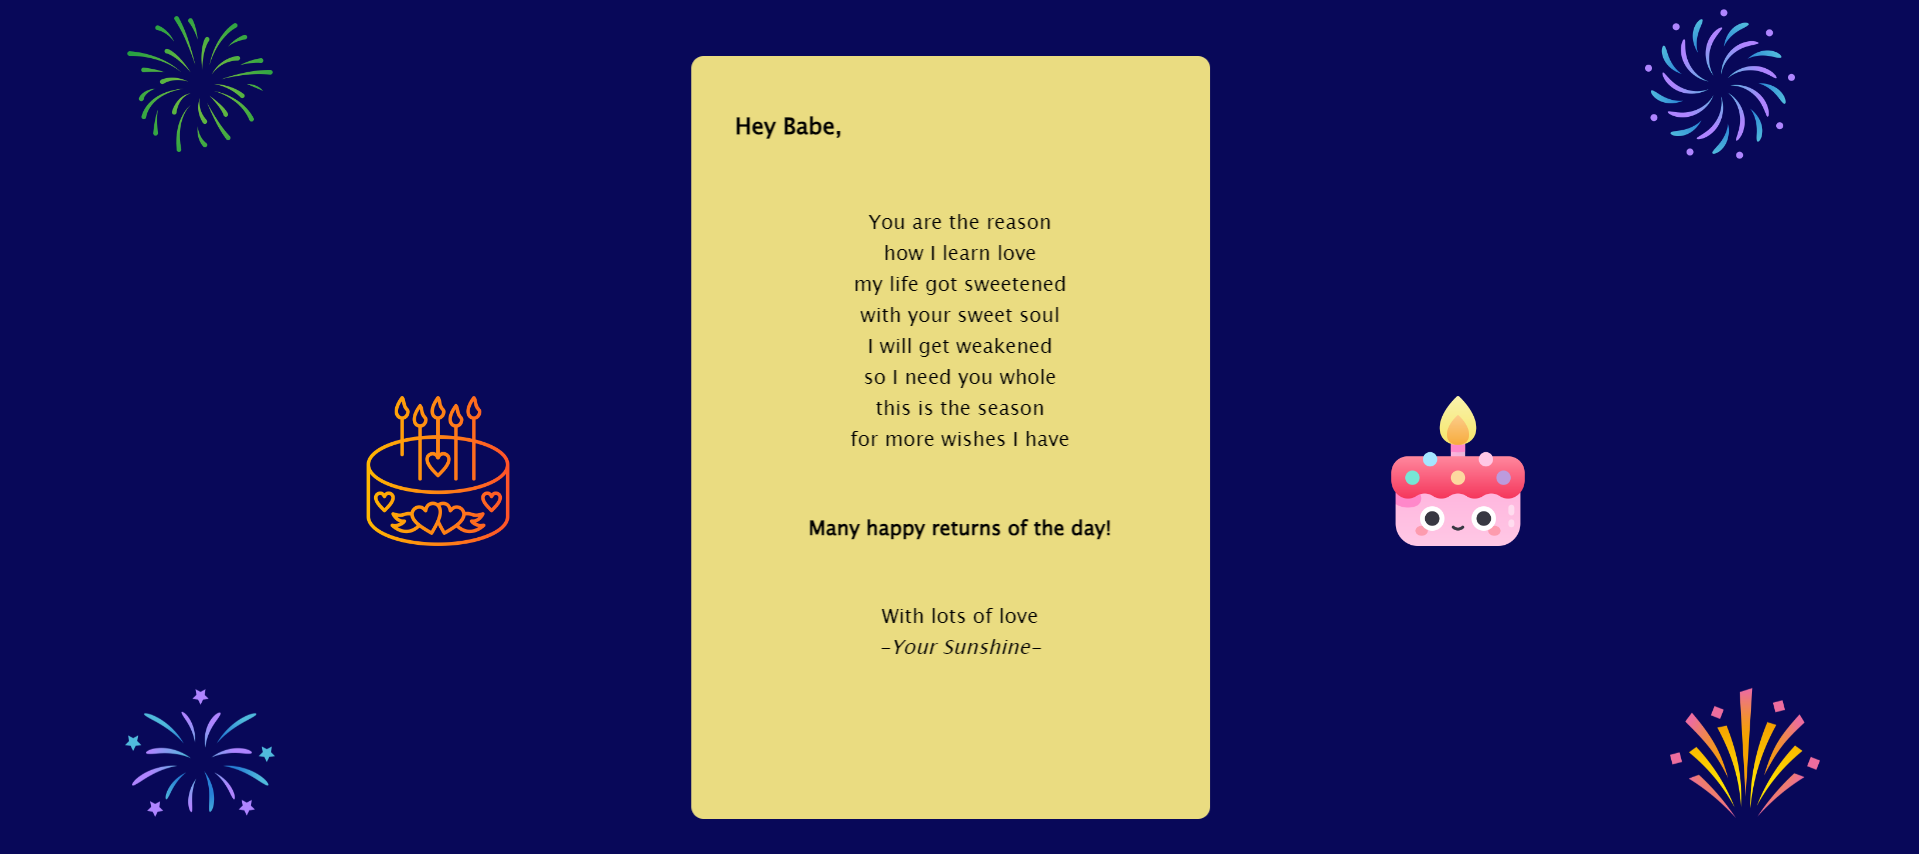 Hey Babe,
You are the reason
how I learn love
my life got sweetened
with your sweet soul
I will get weakened
so I need you whole
this is the season
for more wishes I have
Many happy returns of the day!
With lots of love
-Your Sunshine-